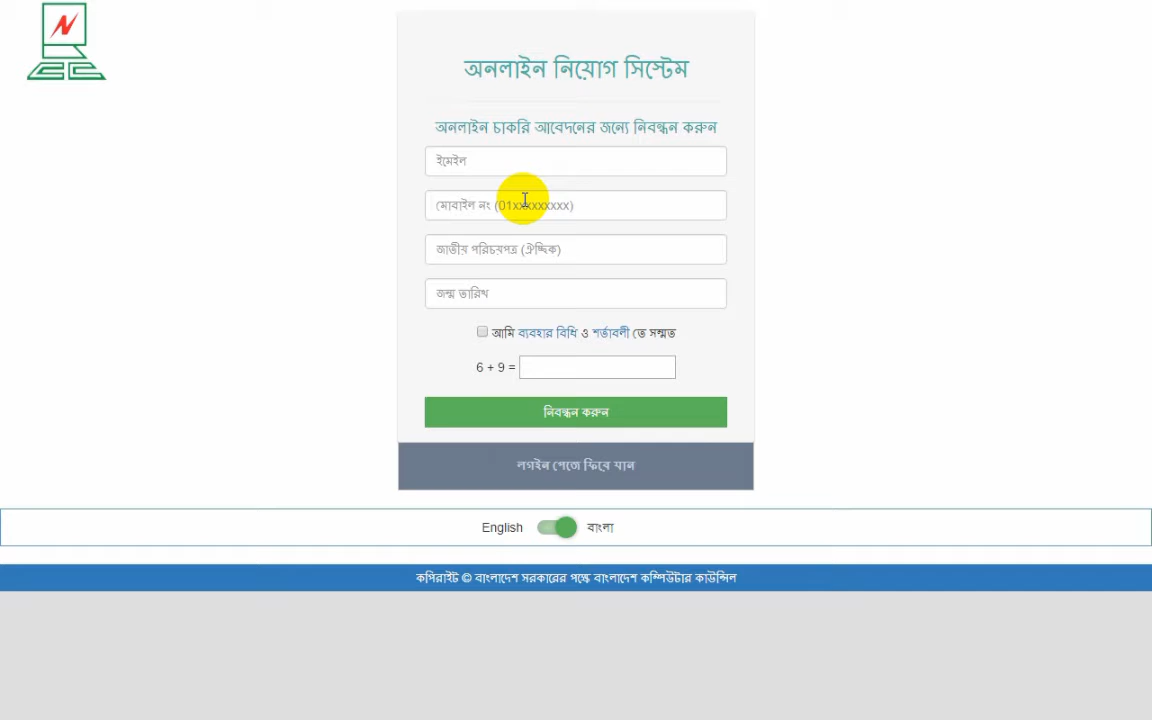 অনলাইন নিয়োগ সিস্টেম
অনলাইন চাকরি আবেদনের জন্যে নিবন্ধন করুন
ইমেইল
মোবাইল নং (01xxxxxxxxx)
জাতীয় পরিচয়পত্র (ঐচ্ছিক)
জন্ম তারিখ
আমি ব্যবহার বিধি ও শর্তাবলী তে সম্মত
6 + 9 =
নিবন্ধন করুন
লগইন পেজে ফিরে যান
English বাংলা
কপিরাইট © বাংলাদেশ সরকারের পক্ষে বাংলাদেশ কম্পিউটার কাউন্সিল